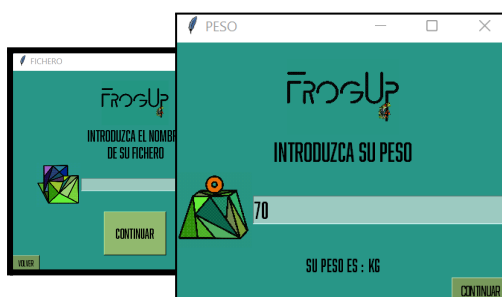 FICHERO
FROGUP
INTRODUZCA EL NOMBR
DE SU FICHERO
CONTINUAR
VOLVER
PESO
FROGUP
INTRODUZCA SU PESO
70
SU PESO ES : KG
CONTINUAR